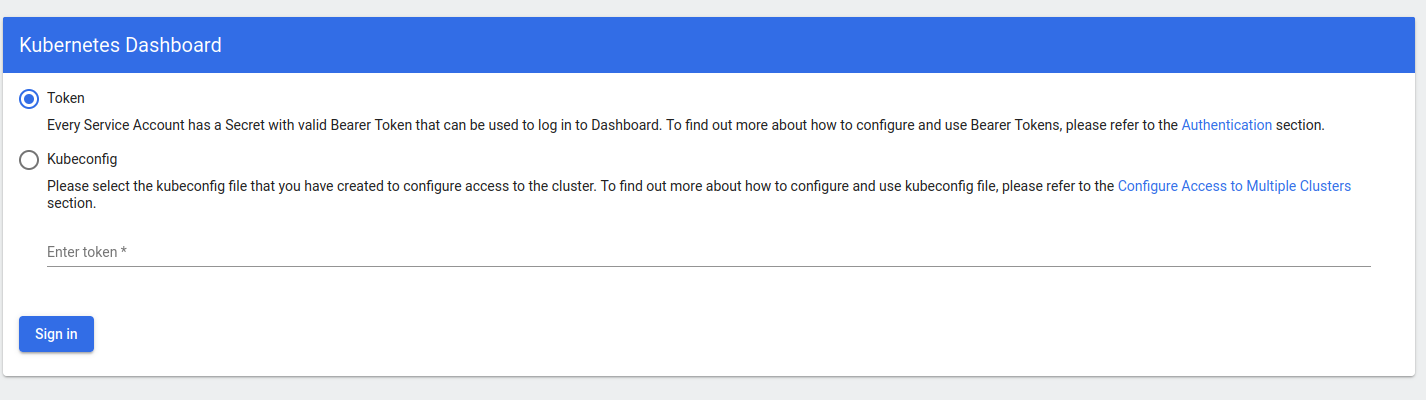 Kubernetes Dashboard
Token
Every Service Account has a Secret with valid Bearer Token that can be used to log in to Dashboard. To find out more about how to configure and use Bearer Tokens, please refer to the Authentication section.
Kubeconfig
Please select the kubeconfig file that you have created to configure access to the cluster. To find out more about how to configure and use kubeconfig file, please refer to the Configure Access to Multiple Clusters
section.
Enter token *
Sign in